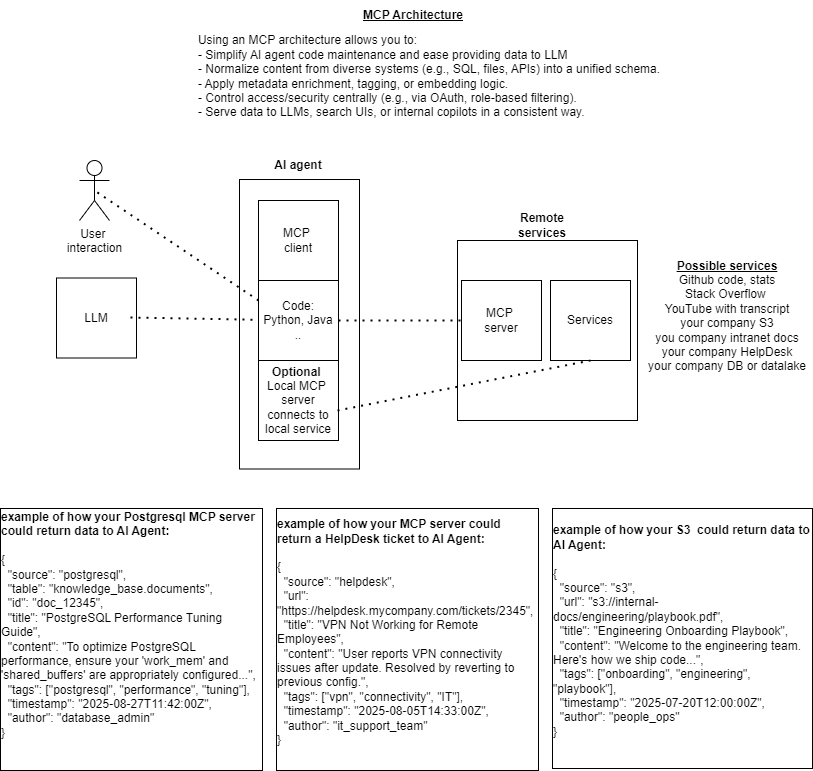 MCP Architecture
Using an MCP architecture allows you to:
- Simplify AI agent code maintenance and ease providing data to LLM
- Normalize content from diverse systems (e.g., SQL, files, APIs) into a unified schema.
- Apply metadata enrichment, tagging, or embedding logic.
- Control access/security centrally (e.g., via OAuth, role-based filtering).
- Serve data to LLMs, search UIs, or internal copilots in a consistent way.
User
interaction
LLM
AI agent
MCP
client
Code:
Python, Java
..
Optional
Local MCP
server
connects to
local service
Remote
services
MCP
server
Services
Possible services
Github code, stats
Stack Overflow
YouTube with transcript
your company S3
you company intranet docs
your company HelpDesk
your company DB or datalake
example of how your Postgresql MCP server
could return data to AI Agent:
{
"source": "postgresql",
"table": "knowledge_base.documents",
"id": "doc_12345",
"title": "PostgreSQL Performance Tuning
Guide",
"content": "To optimize PostgreSQL
performance, ensure your 'work_mem' and
'shared_buffers' are appropriately configured...",
"tags": ["postgresql", "performance", "tuning"],
"timestamp": "2025-08-27T11:42:00Z",
"author": "database_admin"
}
example of how your MCP server could
return a HelpDesk ticket to AI Agent:
{
"source": "helpdesk",
"url":
"https://helpdesk.mycompany.com/tickets/2345",
"title": "VPN Not Working for Remote
Employees",
"content": "User reports VPN connectivity
issues after update. Resolved by reverting to
previous config.",
"tags": ["vpn", "connectivity", "IT"],
"timestamp": "2025-08-05T14:33:00Z",
"author": "it_support_team"
}
example of how your S3 could return data to
AI Agent:
{
"source": "s3",
"url": "s3://internal-
docs/engineering/playbook.pdf",
"title": "Engineering Onboarding Playbook",
"content": "Welcome to the engineering team.
Here's how we ship code...",
"tags": ["onboarding", "engineering",
"playbook"],
"timestamp": "2025-07-20T12:00:00Z",
"author": "people_ops"
}